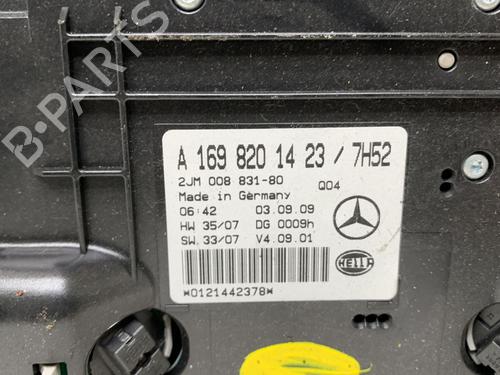 B-PARTS
A 169 820 14 23 / 7H52
2JM 008 831-80 Q04
Made in Germany
06:42 03.09.09
HW 35/07 DG 0009h
SW.33/07 V4.09.01
HELLA
*0121442378*